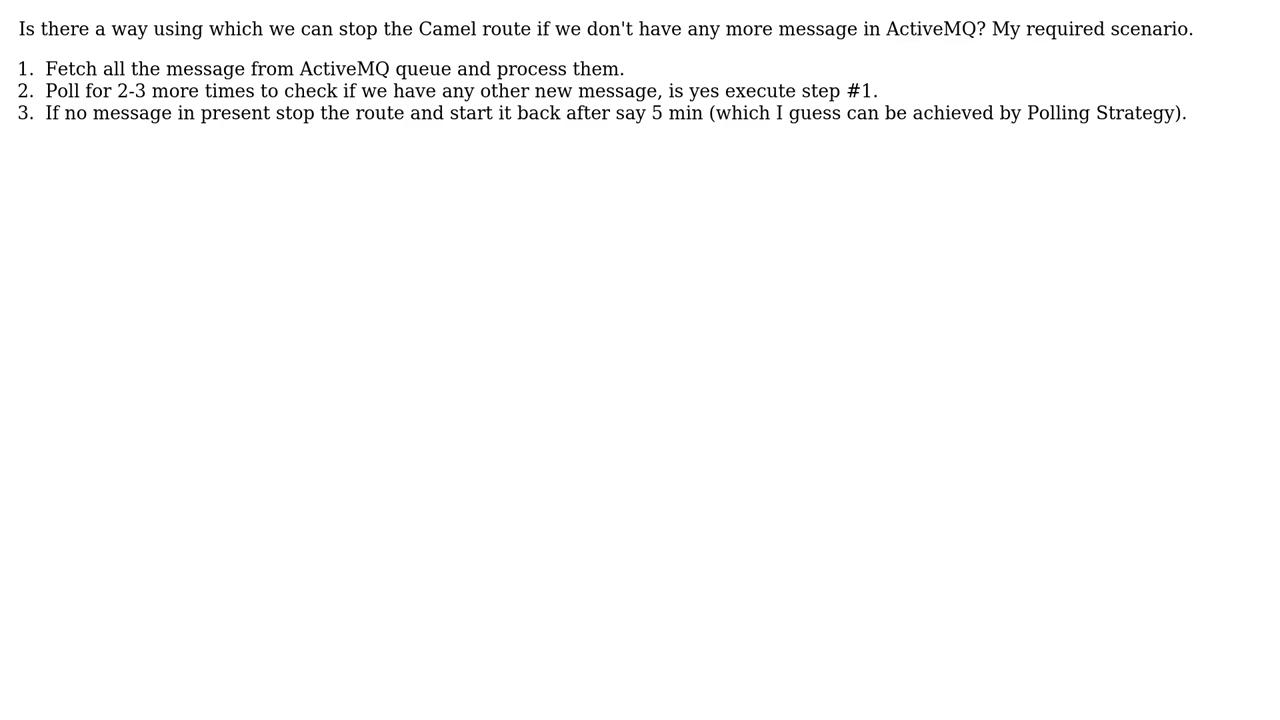 Is there a way using which we can stop the Camel route if we don't have any more message in ActiveMQ? My required scenario.
1. Fetch all the message from ActiveMQ queue and process them.
2. Poll for 2-3 more times to check if we have any other new message, is yes execute step #1.
3. If no message in present stop the route and start it back after say 5 min (which I guess can be achieved by Polling Strategy).